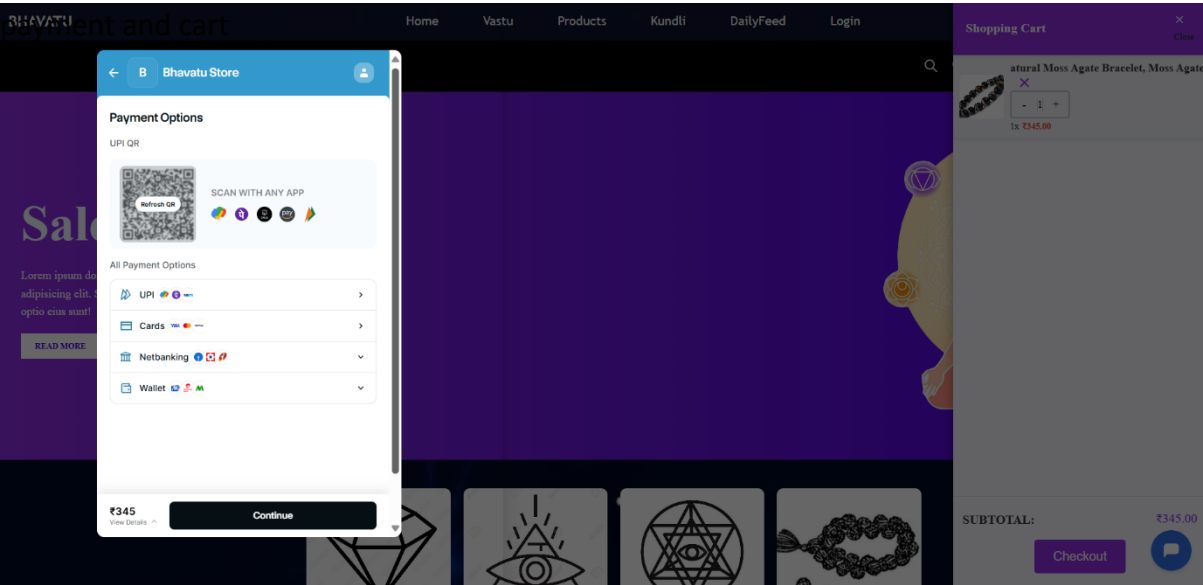 BHAVATU
payment and cart
Home Vastu Products Kundli DailyFeed Login
Shopping Cart
Close
B Bhavatu Store
Payment Options
UPI QR
Refresh QR
SCAN WITH ANY APP
All Payment Options
UPI
Cards
Netbanking
Wallet
₹345
View Details
Continue
Sale
Lorem ipsum do
adipisicing elit. S
optio eius sunt!
READ MORE
atural Moss Agate Bracelet, Moss Agate
- 1 +
1x ₹345.00
SUBTOTAL: ₹345.00
Checkout